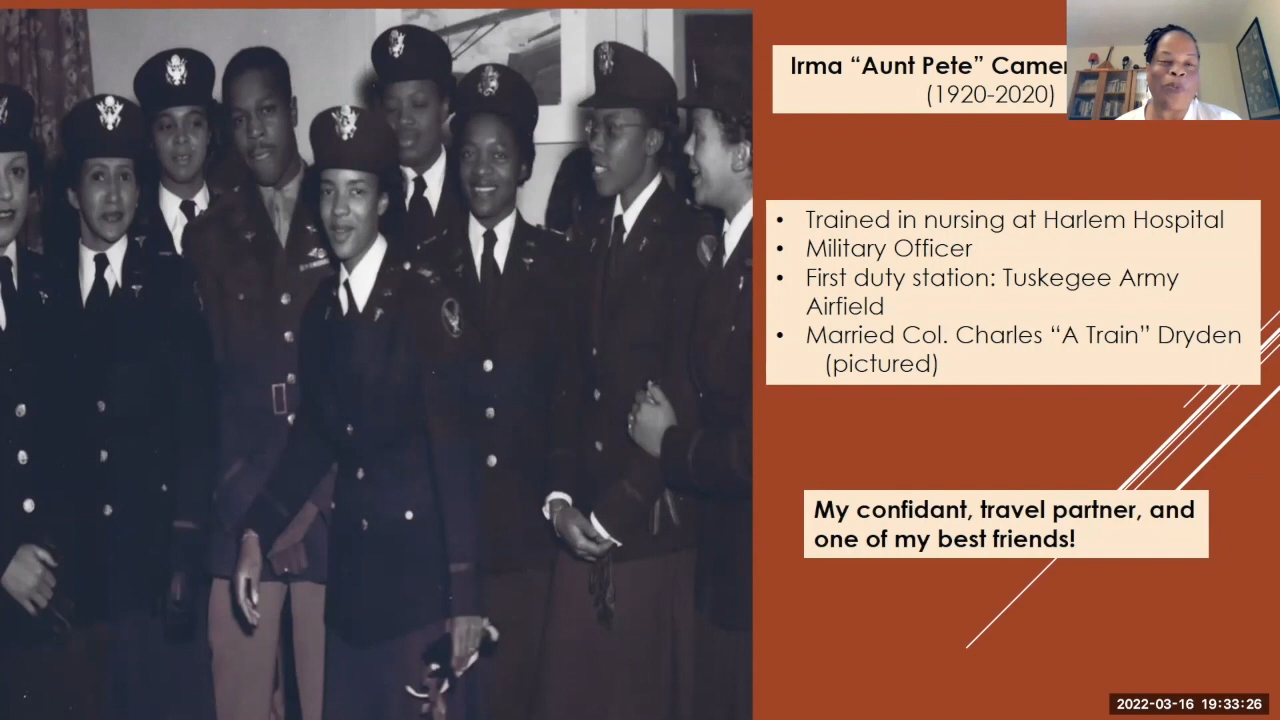 Irma “Aunt Pete” Camer
(1920-2020)
• Trained in nursing at Harlem Hospital
• Military Officer
• First duty station: Tuskegee Army
Airfield
• Married Col. Charles “A Train” Dryden
(pictured)
My confidant, travel partner, and
one of my best friends!
2022-03-16 19:33:26